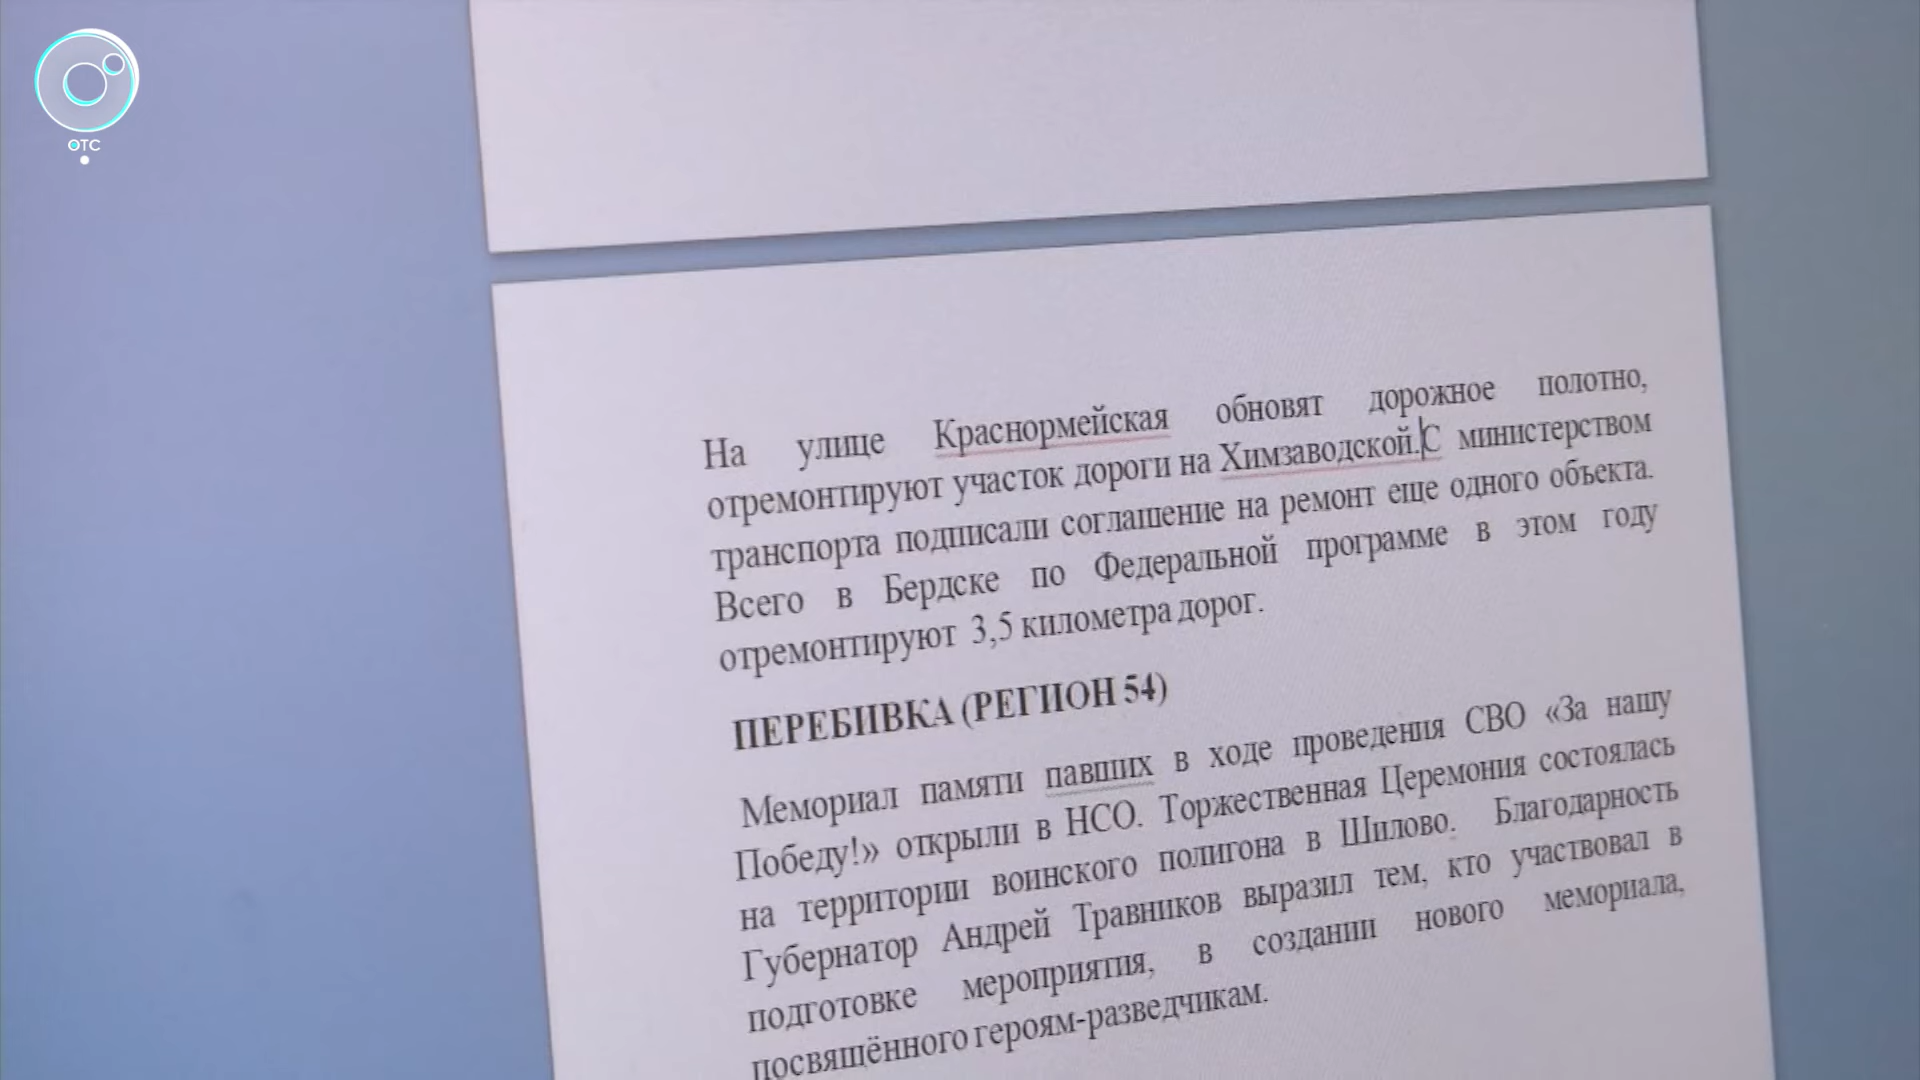 ОТС
На улице Краснормейская обновят дорожное полотно,
отремонтируют участок дороги на Химзаводской.С министерством
транспорта подписали соглашение на ремонт еще одного объекта.
Всего в Бердске по Федеральной программе в этом году
отремонтируют 3,5 километра дорог.
ПЕРЕБИВКА (РЕГИОН 54)
Мемориал памяти павших в ходе проведения СВО «За нашу
Победу!» открыли в НСО. Торжественная Церемония состоялась
на территории воинского полигона в Шилово. Благодарность
Губернатор Андрей Травников выразил тем, кто участвовал в
подготовке мероприятия, в создании нового мемориала,
посвящённого героям-разведчикам.